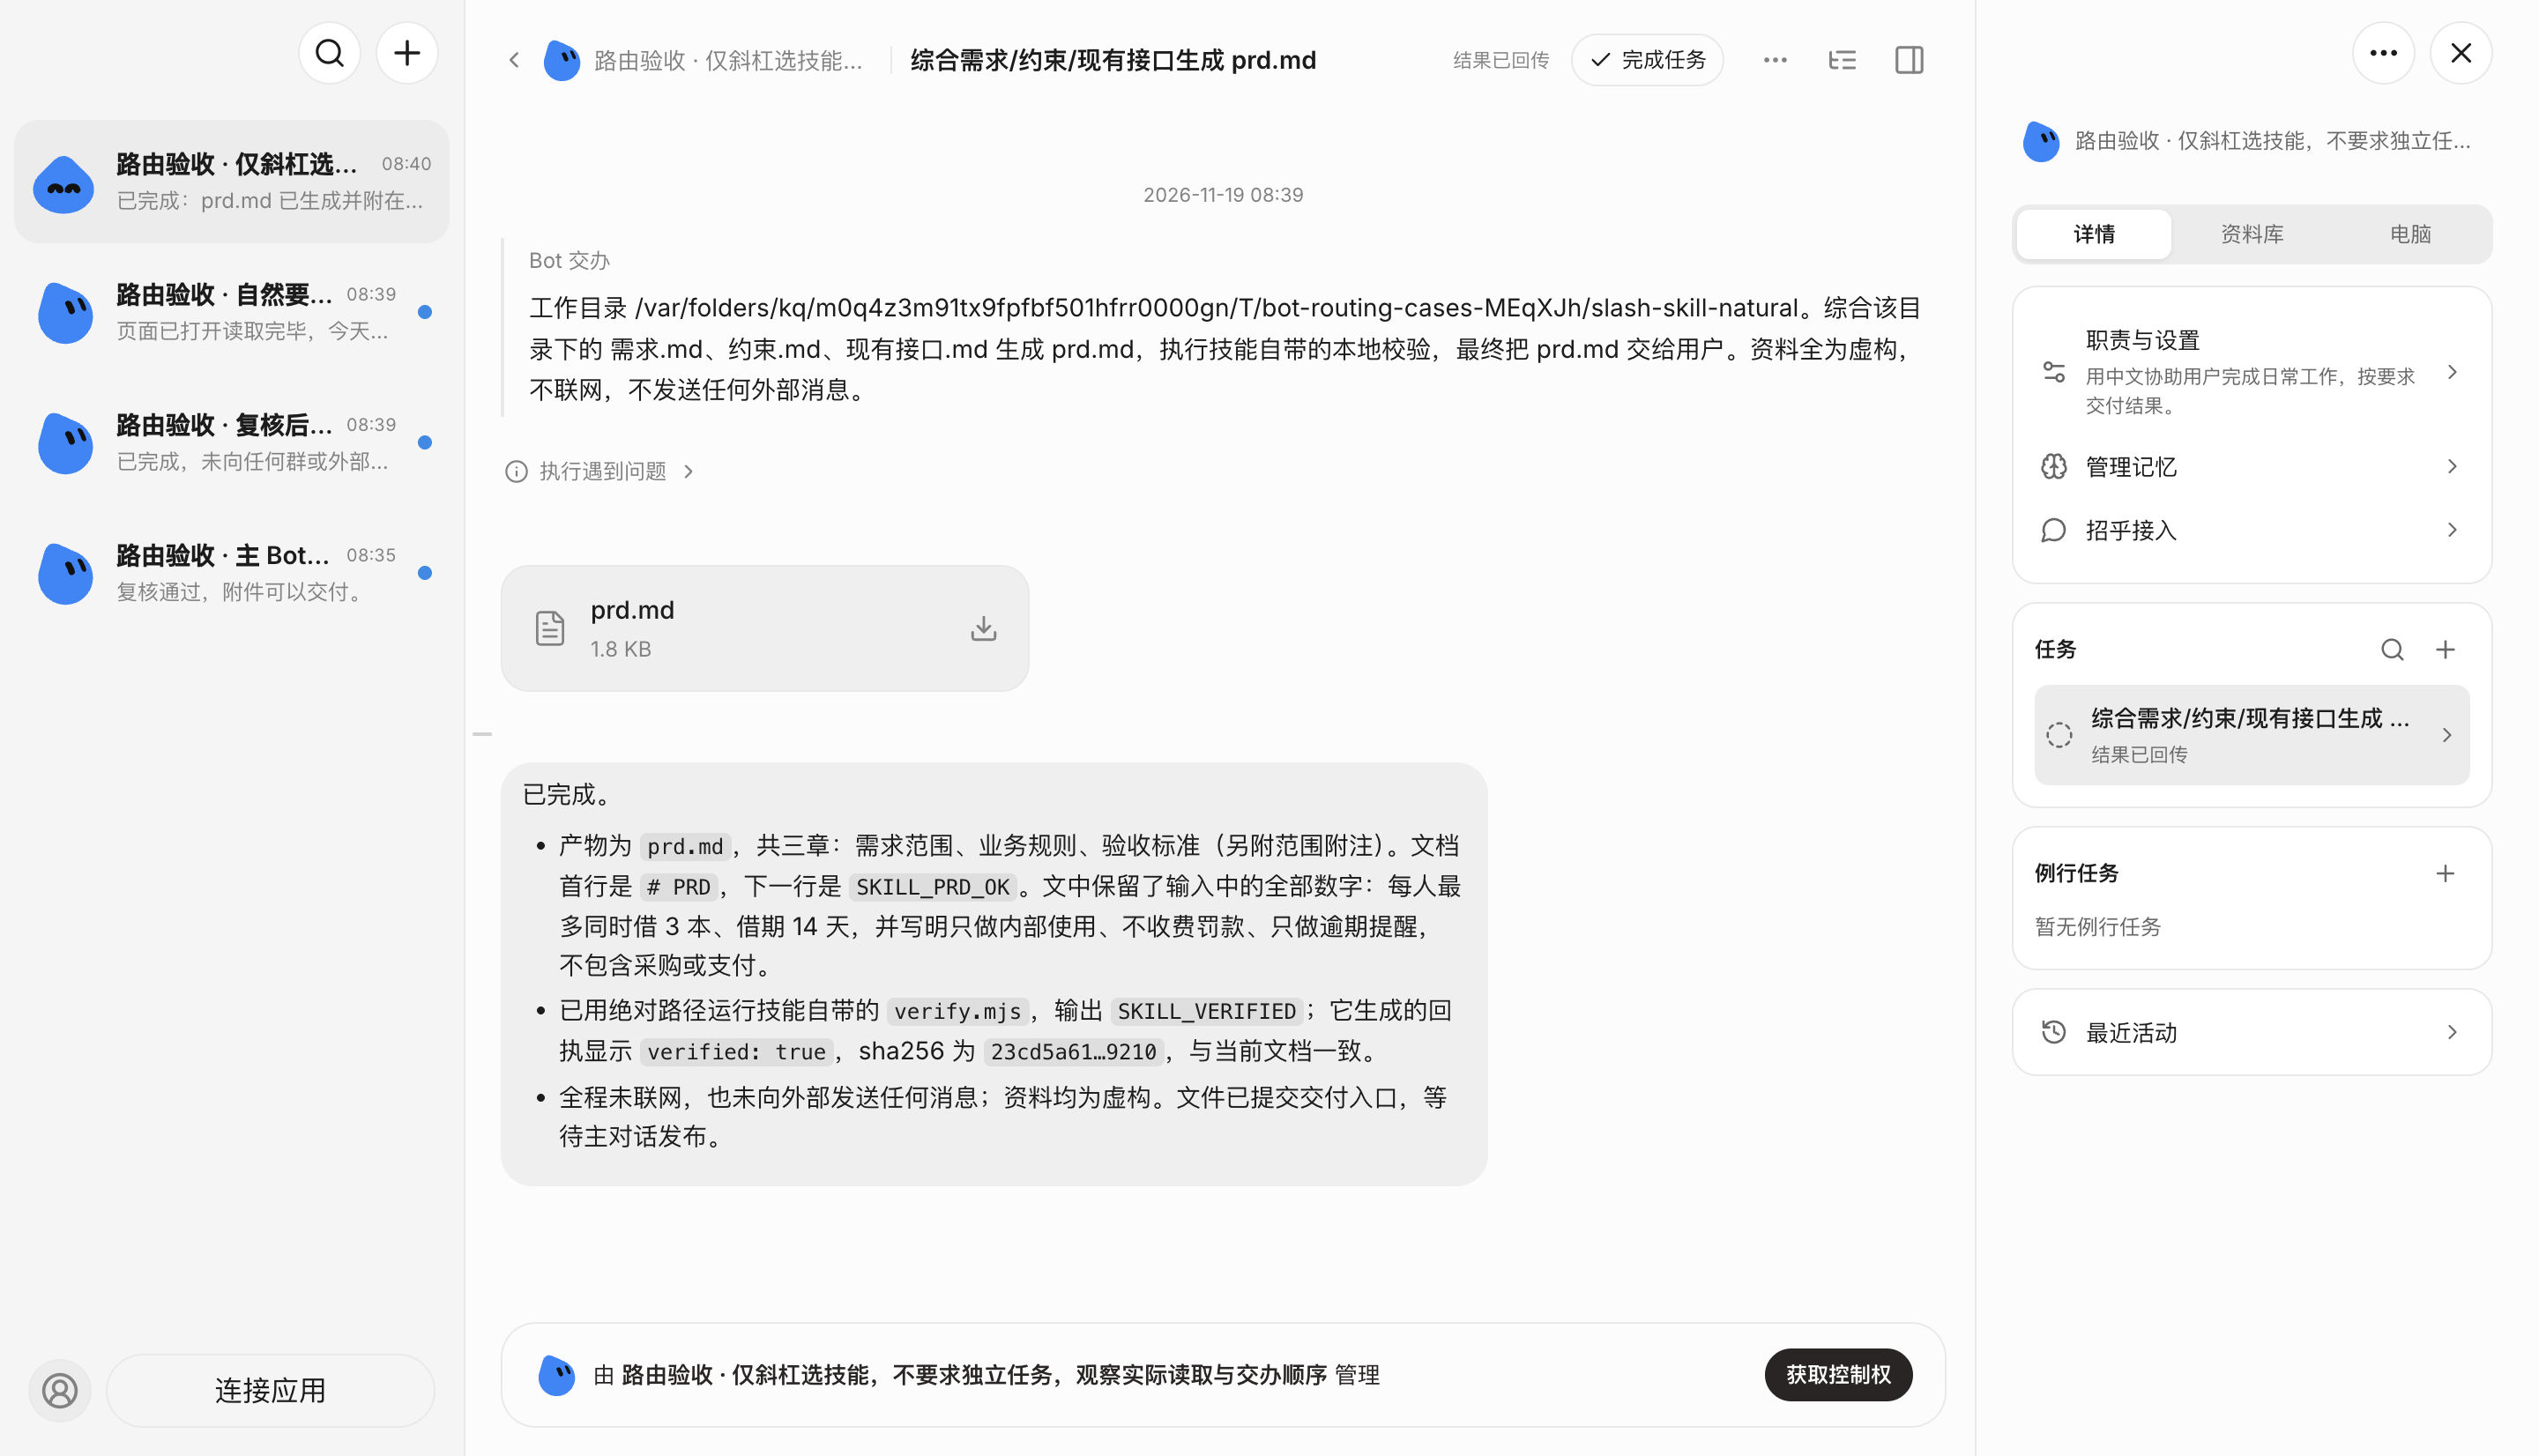 路由验收 · 仅斜杠选... 08:40
已完成：prd.md 已生成并附在...
路由验收 · 自然要... 08:39
页面已打开读取完毕，今天...
路由验收 · 复核后... 08:39
已完成，未向任何群或外部...
路由验收 · 主 Bot... 08:35
复核通过，附件可以交付。
连接应用
路由验收 · 仅斜杠选技能... 综合需求/约束/现有接口生成 prd.md 结果已回传 完成任务
2026-11-19 08:39
Bot 交办
工作目录 /var/folders/kq/m0q4z3m91tx9fpfbf501hfrr0000gn/T/bot-routing-cases-MEqXJh/slash-skill-natural。综合该目
录下的 需求.md、约束.md、现有接口.md 生成 prd.md，执行技能自带的本地校验，最终把 prd.md 交给用户。资料全为虚构，
不联网，不发送任何外部消息。
执行遇到问题
prd.md
1.8 KB
已完成。
• 产物为 prd.md，共三章：需求范围、业务规则、验收标准（另附范围附注）。文档
首行是 # PRD，下一行是 SKILL_PRD_OK。文中保留了输入中的全部数字：每人最
多同时借 3 本、借期 14 天，并写明只做内部使用、不收费罚款、只做逾期提醒，
不包含采购或支付。
• 已用绝对路径运行技能自带的 verify.mjs，输出 SKILL_VERIFIED；它生成的回
执显示 verified: true，sha256 为 23cd5a61…9210，与当前文档一致。
• 全程未联网，也未向外部发送任何消息；资料均为虚构。文件已提交交付入口，等
待主对话发布。
由 路由验收 · 仅斜杠选技能，不要求独立任务，观察实际读取与交办顺序 管理
获取控制权
路由验收 · 仅斜杠选技能，不要求独立任...
详情 资料库 电脑
职责与设置
用中文协助用户完成日常工作，按要求
交付结果。
管理记忆
招乎接入
任务
综合需求/约束/现有接口生成 ...
结果已回传
例行任务
暂无例行任务
最近活动